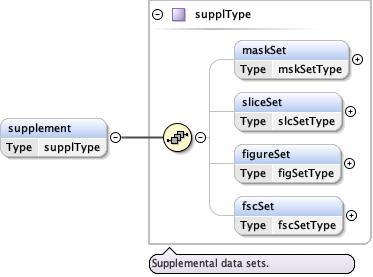 supplType
maskSet
Type mskSetType
sliceSet
Type slcSetType
supplement
Type supplType
figureSet
Type figSetType
fscSet
Type fscSetType
Supplemental data sets.